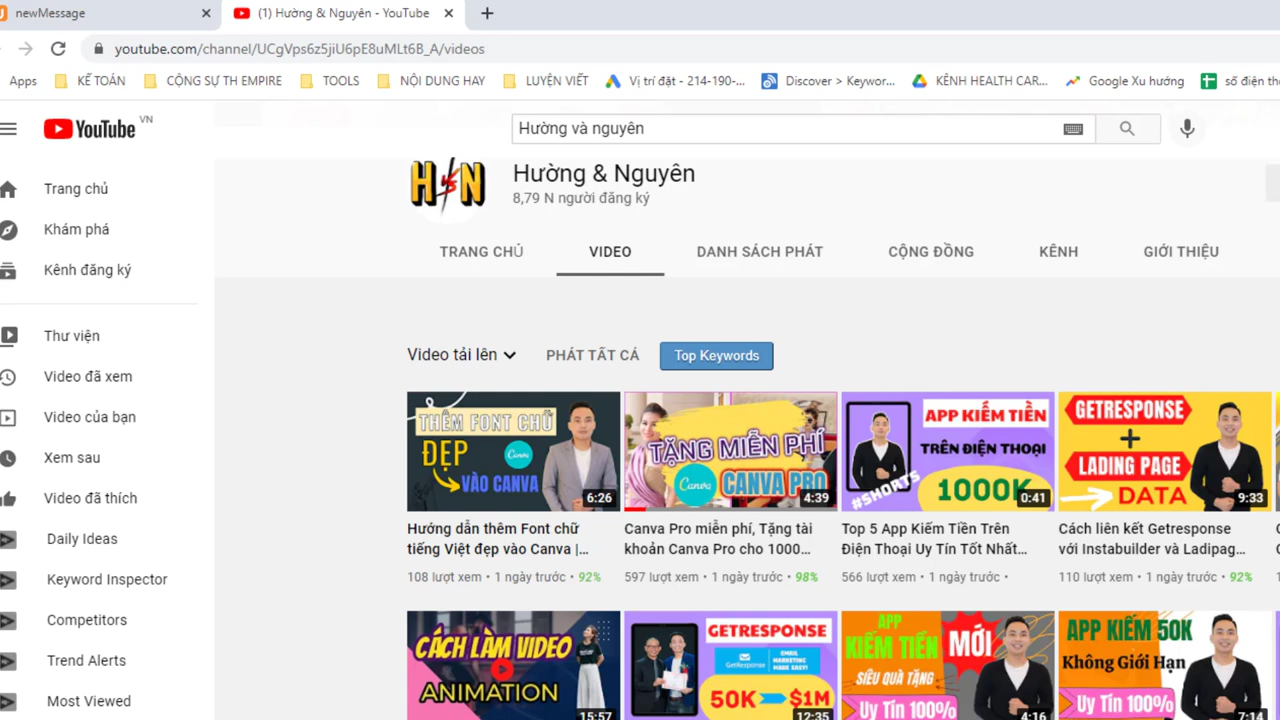 newMessage
(1) Hường & Nguyên - YouTube
youtube.com/channel/UCgVps6z5jiU6pE8uMLt6B_A/videos
Apps KẾ TOÁN CỘNG SỰ TH EMPIRE TOOLS NỘI DUNG HAY LUYỆN VIẾT Vị trí đặt - 214-190-... Discover > Keywor... KÊNH HEALTH CAR... Google Xu hướng số điện
YouTube VN
Hường và nguyên
Hường & Nguyên
8,79 N người đăng ký
TRANG CHỦ VIDEO DANH SÁCH PHÁT CỘNG ĐỒNG KÊNH GIỚI THIỆU
Trang chủ
Khám phá
Kênh đăng ký
Thư viện
Video đã xem
Video của bạn
Xem sau
Video đã thích
Daily Ideas
Keyword Inspector
Competitors
Trend Alerts
Most Viewed
Video tải lên PHÁT TẤT CẢ Top Keywords
THÊM FONT CHỮ
ĐẸP
Canva
VÀO CANVA
6:26
Hướng dẫn thêm Font chữ
tiếng Việt đẹp vào Canva |...
108 lượt xem • 1 ngày trước • 92%
TẶNG MIỄN PHÍ
Canva
CANVA PRO
4:39
Canva Pro miễn phí, Tặng tài
khoản Canva Pro cho 1000...
597 lượt xem • 1 ngày trước • 98%
APP KIẾM TIỀN
TRÊN ĐIỆN THOẠI
#SHORTS
1000K
0:41
Top 5 App Kiếm Tiền Trên
Điện Thoại Uy Tín Tốt Nhất...
566 lượt xem • 1 ngày trước •
GETRESPONSE
+
LADING PAGE
DATA
9:33
Cách liên kết Getresponse
với Instabuilder và Ladipag...
110 lượt xem • 1 ngày trước • 92%
CÁCH LÀM VIDEO
ANIMATION
15:57
GETRESPONSE
GetResponse
EMAIL
MARKETING
MADE EASY!
50K $1M
12:35
APP
KIẾM TIỀN
MỚI
SIÊU QUÀ TẶNG
Uy Tín 100%
4:16
APP KIẾM 50K
Không Giới Hạn
Uy Tín 100%
7:14